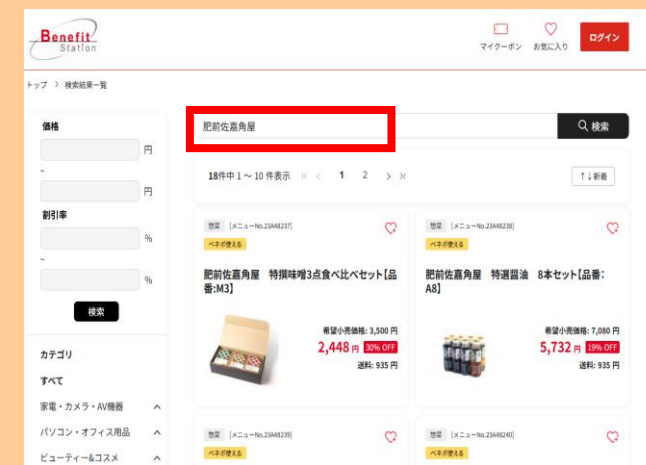 Benefit
Station
マイクーポン
お気に入り
ログイン
トップ > 検索結果一覧
価格
円
~
円
割引率
%
~
%
検索
カテゴリ
すべて
家電・カメラ・AV機器
パソコン・オフィス用品
ビューティー&コスメ
肥前佐嘉角屋
検索
18件中 1 ~ 10 件表示 1 2
↑↓新着
惣菜 [メニューNo.23A48237]
ベネポ使える
肥前佐嘉角屋 特撰味噌3点食べ比べセット【品
番:M3】
希望小売価格: 3,500 円
2,448 円 30% OFF
送料: 935 円
惣菜 [メニューNo.23A48238]
ベネポ使える
肥前佐嘉角屋 特選醤油 8本セット【品番:
A8】
希望小売価格: 7,080 円
5,732 円 19% OFF
送料: 935 円
惣菜 [メニューNo.23A48239]
ベネポ使える
惣菜 [メニューNo.23A48240]
ベネポ使える